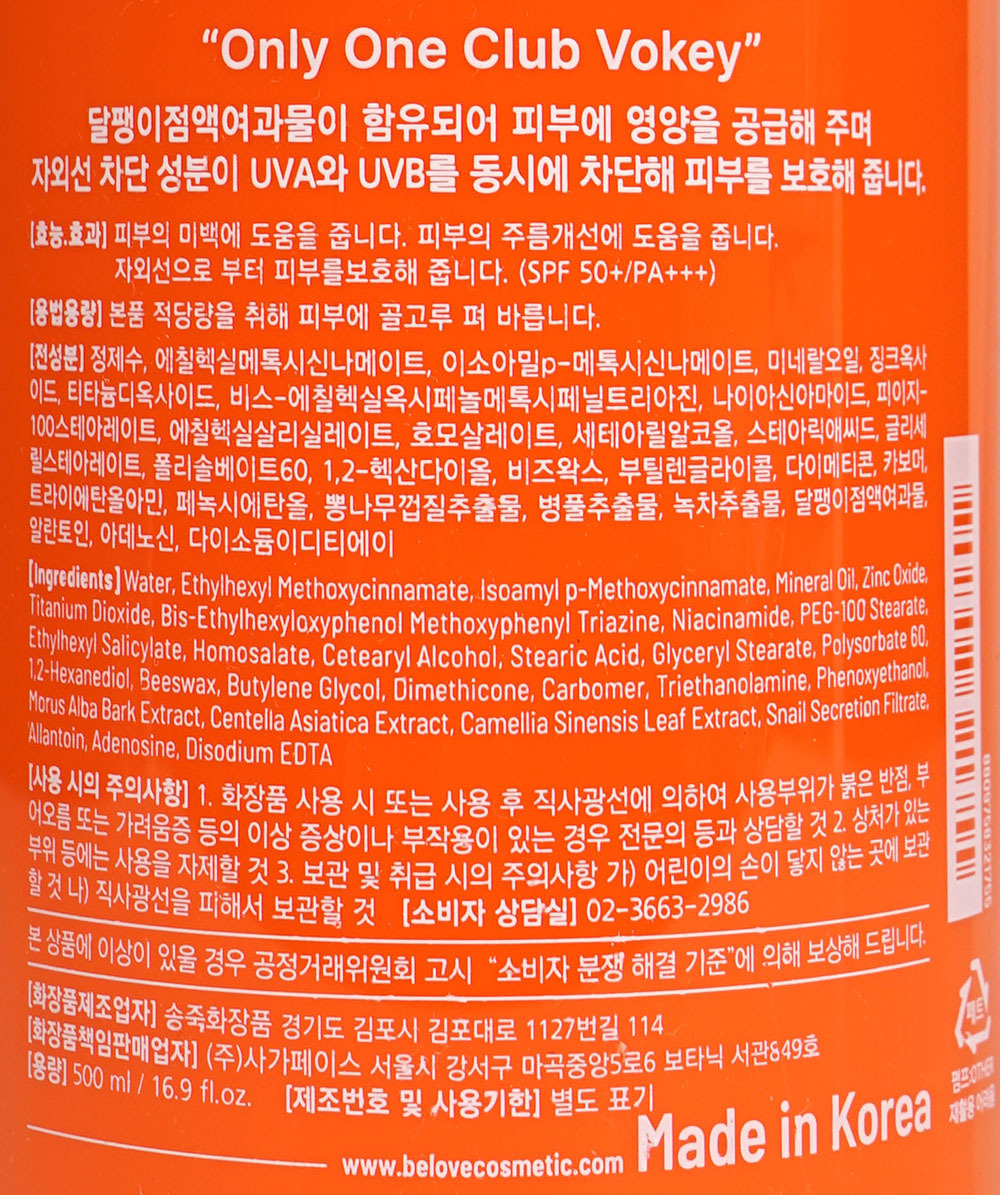 “Only One Club Vokey”
달팽이점액여과물이 함유되어 피부에 영양을 공급해 주며
자외선 차단 성분이 UVA와 UVB를 동시에 차단해 피부를 보호해 줍니다.
[효능.효과] 피부의 미백에 도움을 줍니다. 피부의 주름개선에 도움을 줍니다.
자외선으로 부터 피부를보호해 줍니다. (SPF 50+/PA+++)
[용법용량] 본품 적당량을 취해 피부에 골고루 펴 바릅니다.
[전성분] 정제수, 에칠헥실메톡시신나메이트, 이소아밀p-메톡시신나메이트, 미네랄오일, 징크옥사
이드, 티타늄디옥사이드, 비스-에칠헥실옥시페놀메톡시페닐트리아진, 나이아신아마이드, 피이지-
100스테아레이트, 에칠헥실살리실레이트, 호모살레이트, 세테아릴알코올, 스테아릭애씨드, 글리세
릴스테아레이트, 폴리솔베이트60, 1,2-헥산다이올, 비즈왁스, 부틸렌글라이콜, 다이메티콘, 카보머,
트라이에탄올아민, 페녹시에탄올, 뽕나무껍질추출물, 병풀추출물, 녹차추출물, 달팽이점액여과물,
알란토인, 아데노신, 다이소듐이디티에이
[Ingredients] Water, Ethylhexyl Methoxycinnamate, Isoamyl p-Methoxycinnamate, Mineral Oil, Zinc Oxide,
Titanium Dioxide, Bis-Ethylhexyloxyphenol Methoxyphenyl Triazine, Niacinamide, PEG-100 Stearate,
Ethylhexyl Salicylate, Homosalate, Cetearyl Alcohol, Stearic Acid, Glyceryl Stearate, Polysorbate 60,
1,2-Hexanediol, Beeswax, Butylene Glycol, Dimethicone, Carbomer, Triethanolamine, Phenoxyethanol,
Morus Alba Bark Extract, Centella Asiatica Extract, Camellia Sinensis Leaf Extract, Snail Secretion Filtrate,
Allantoin, Adenosine, Disodium EDTA
[사용 시의 주의사항] 1. 화장품 사용 시 또는 사용 후 직사광선에 의하여 사용부위가 붉은 반점, 부
어오름 또는 가려움증 등의 이상 증상이나 부작용이 있는 경우 전문의 등과 상담할 것 2. 상처가 있는
부위 등에는 사용을 자제할 것 3. 보관 및 취급 시의 주의사항 가) 어린이의 손이 닿지 않는 곳에 보관
할 것 나) 직사광선을 피해서 보관할 것 [소비자 상담실] 02-3663-2986
본 상품에 이상이 있을 경우 공정거래위원회 고시 “소비자 분쟁 해결 기준”에 의해 보상해 드립니다.
[화장품제조업자] 송죽화장품 경기도 김포시 김포대로 1127번길 114
[화장품책임판매업자] (주)사가페이스 서울시 강서구 마곡중앙5로6 보타닉 서관849호
[용량] 500 ml / 16.9 fl.oz. [제조번호 및 사용기한] 별도 표기
www.belovecosmetic.com Made in Korea
8809758321755
페트
펌프:OTHER
재활용 어려움